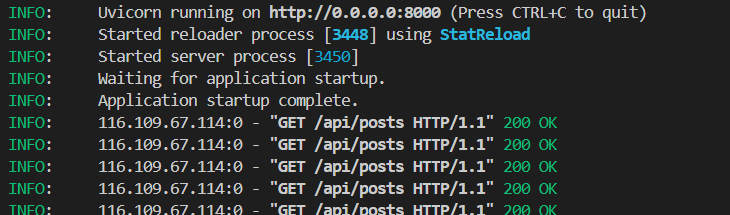 INFO: Uvicorn running on http://0.0.0.0:8000 (Press CTRL+C to quit)
INFO: Started reloader process [3448] using StatReload
INFO: Started server process [3450]
INFO: Waiting for application startup.
INFO: Application startup complete.
INFO: 116.109.67.114:0 - "GET /api/posts HTTP/1.1" 200 OK
INFO: 116.109.67.114:0 - "GET /api/posts HTTP/1.1" 200 OK
INFO: 116.109.67.114:0 - "GET /api/posts HTTP/1.1" 200 OK
INFO: 116.109.67.114:0 - "GET /api/posts HTTP/1.1" 200 OK
INFO: 116.109.67.114:0 - "GET /api/posts HTTP/1.1" 200 OK